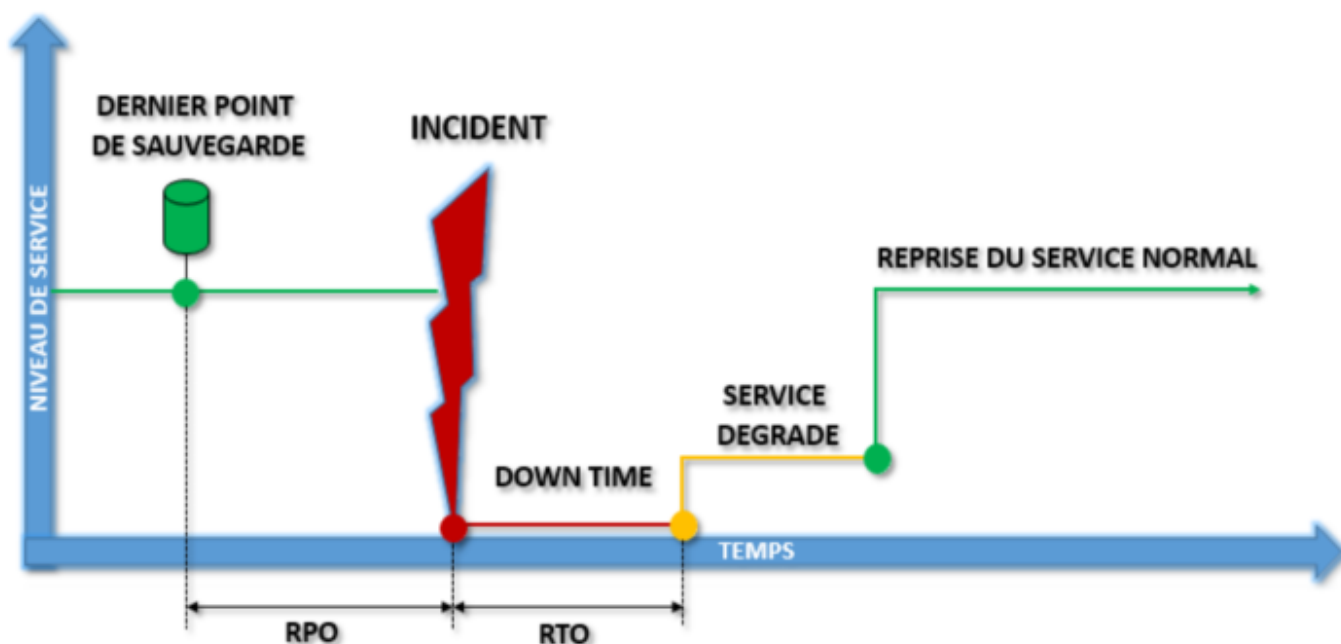 DERNIER POINT
DE SAUVEGARDE
INCIDENT
NIVEAU DE SERVICE
REPRISE DU SERVICE NORMAL
SERVICE
DEGRADE
DOWN TIME
TEMPS
RPO
RTO